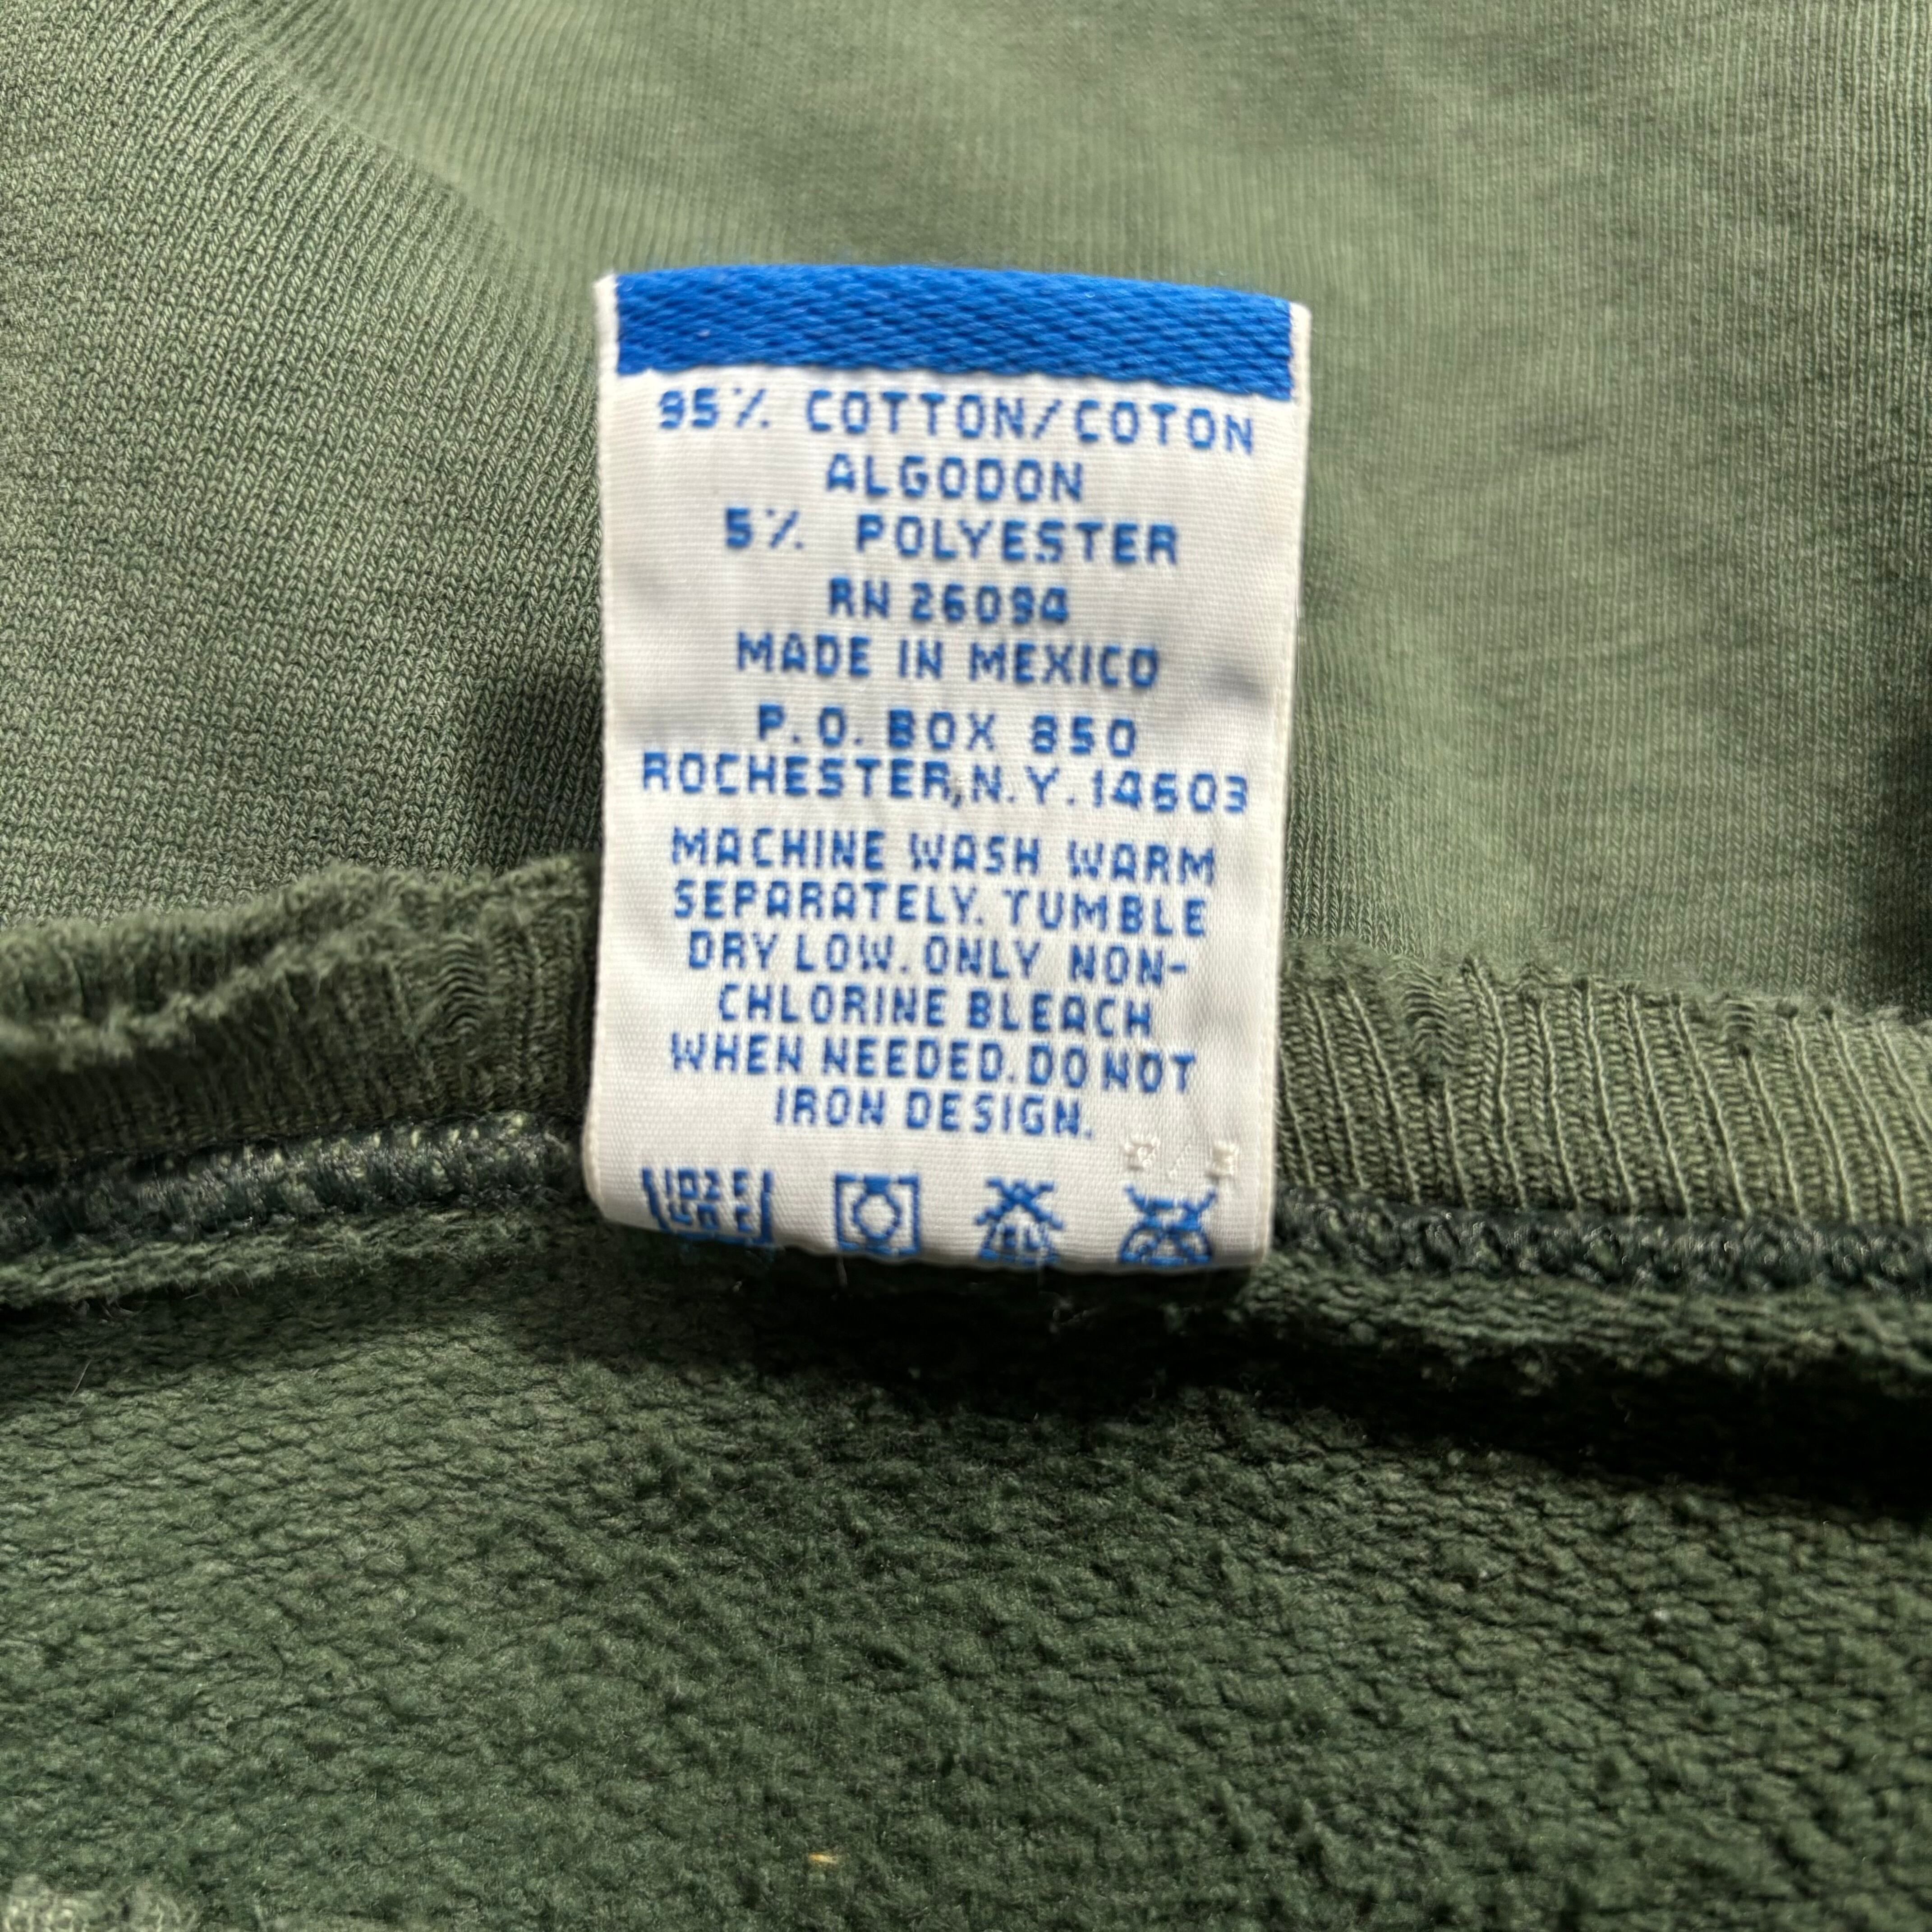 95% COTTON/COTON
ALGODON
5% POLYESTER
RN 26094
MADE IN MEXICO
P.O. BOX 850
ROCHESTER, N.Y. 14603
MACHINE WASH WARM
SEPARATELY. TUMBLE
DRY LOW. ONLY NON-
CHLORINE BLEACH
WHEN NEEDED. DO NOT
IRON DESIGN.